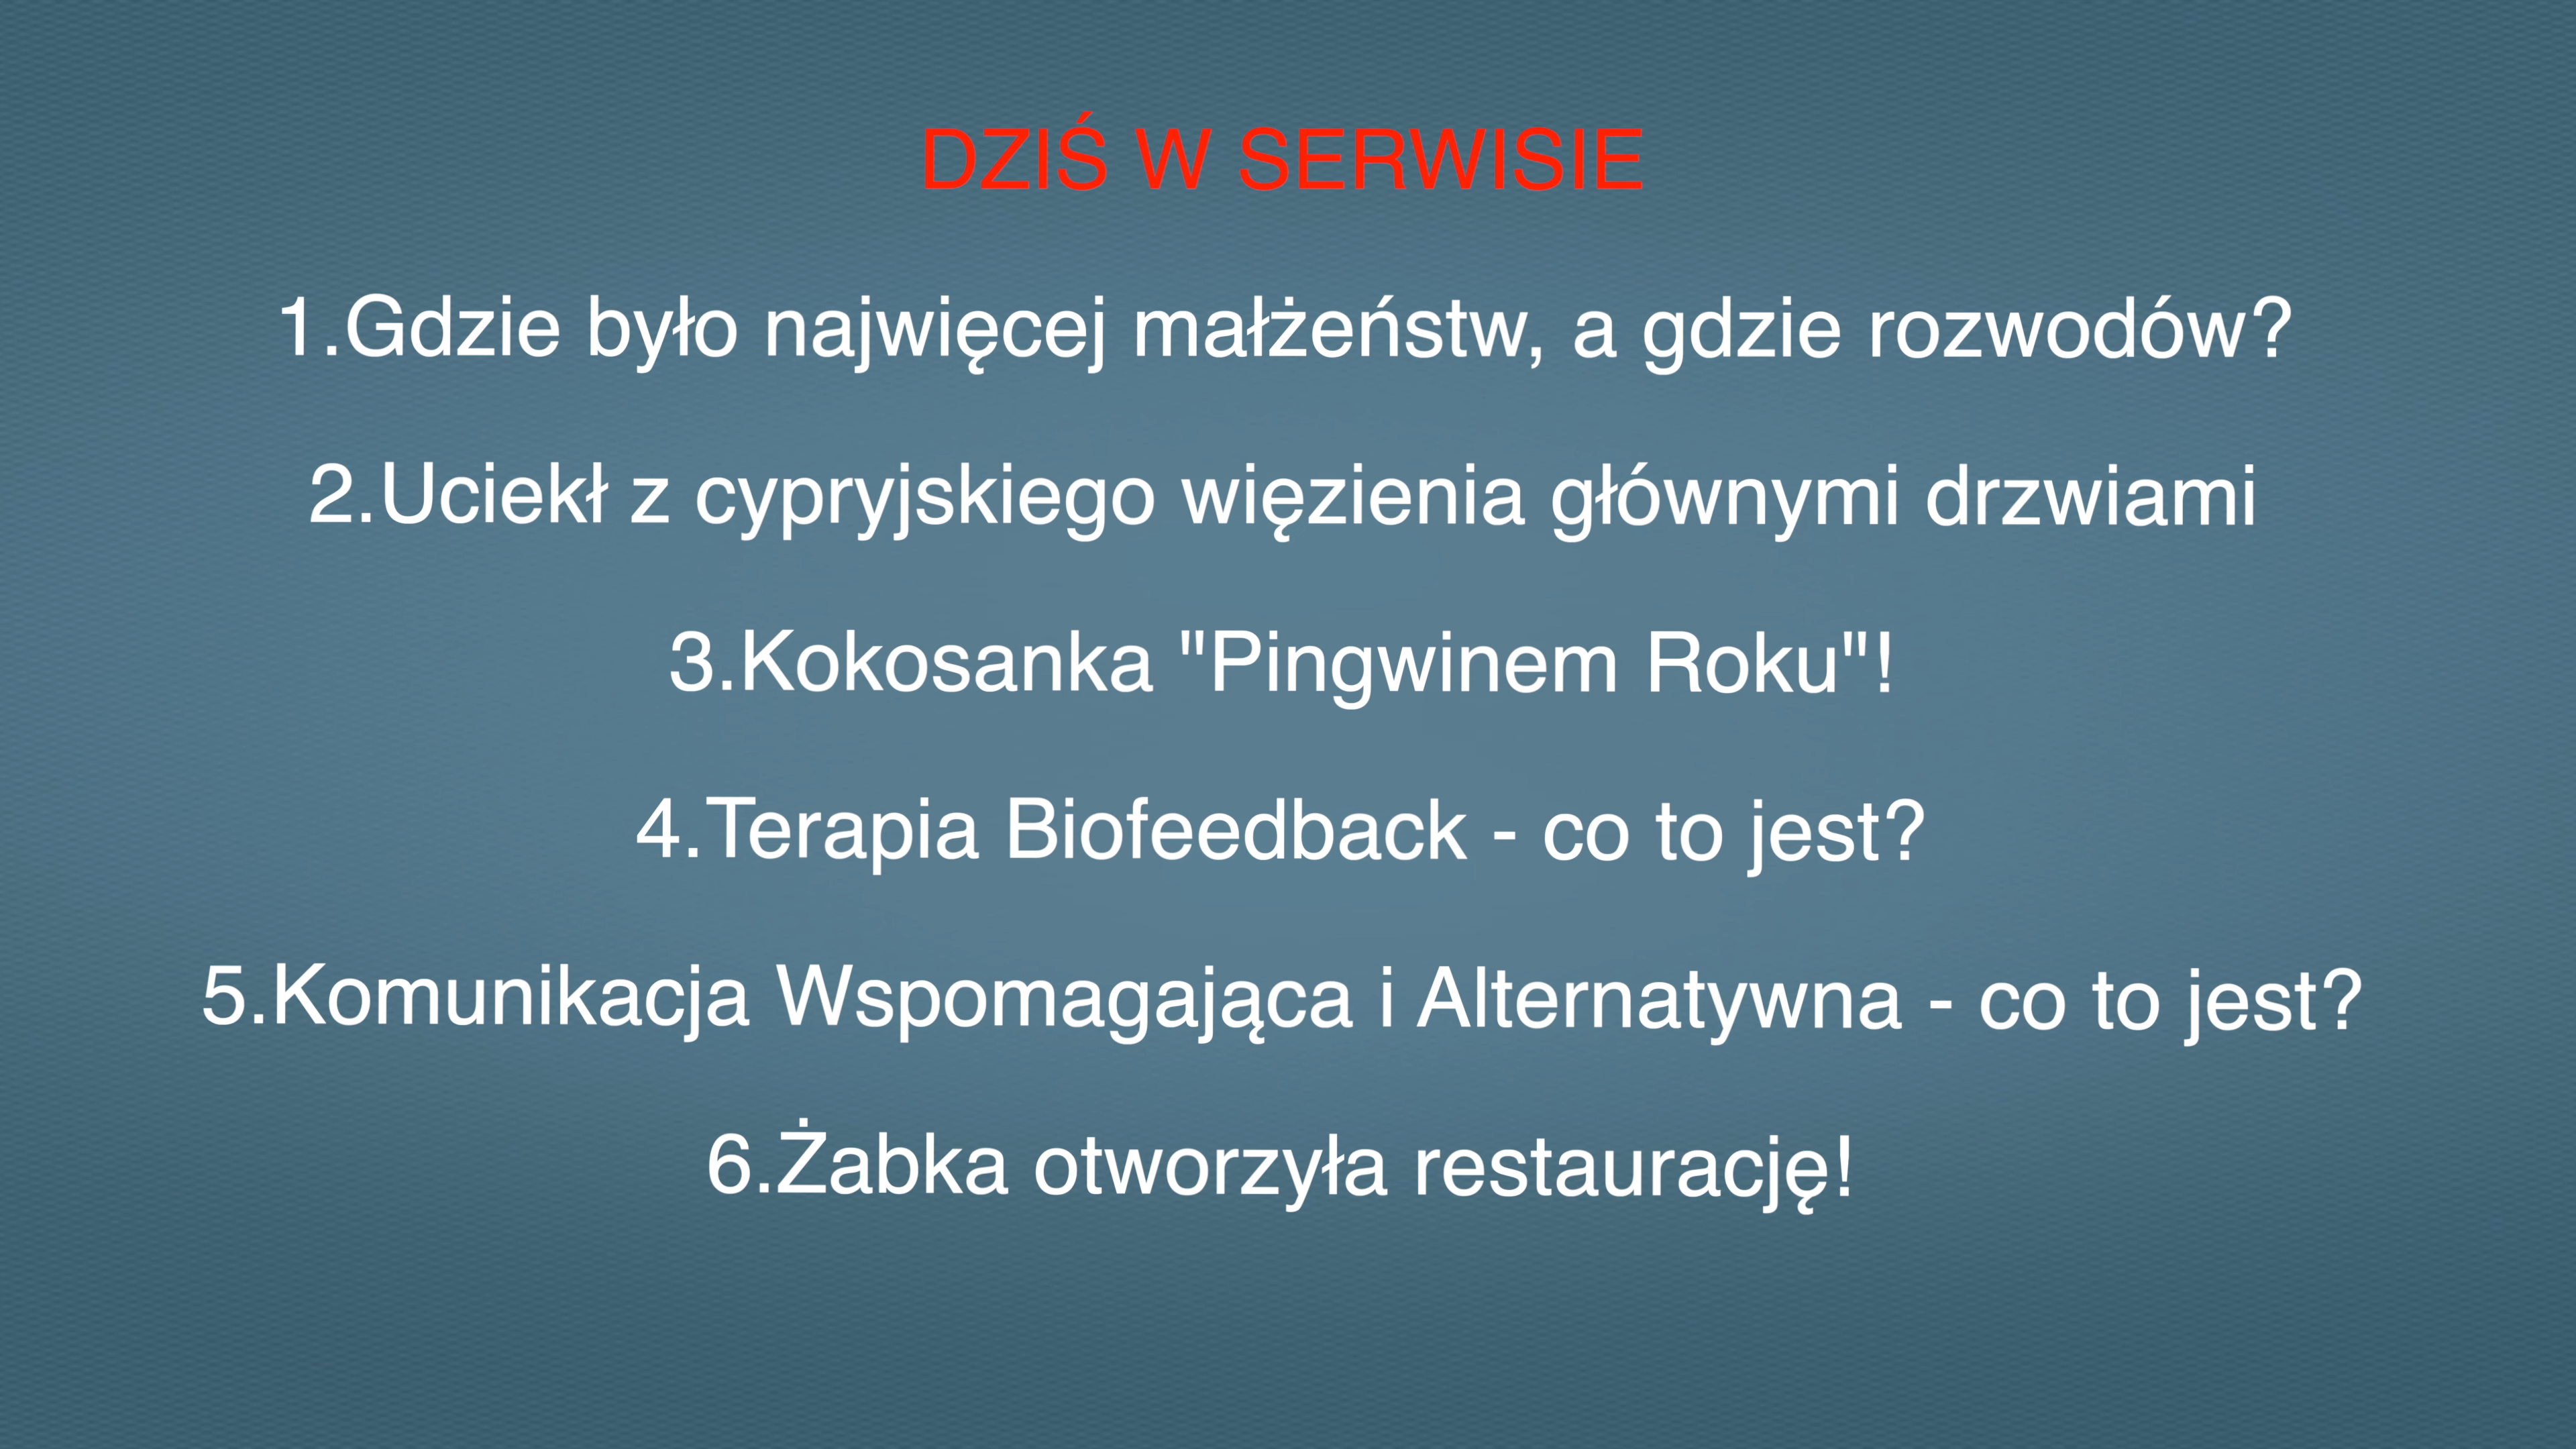 DZIŚ W SERWISIE
1.Gdzie było najwięcej małżeństw, a gdzie rozwodów?
2.Uciekł z cypryjskiego więzienia głównymi drzwiami
3.Kokosanka "Pingwinem Roku"!
4.Terapia Biofeedback - co to jest?
5.Komunikacja Wspomagająca i Alternatywna - co to jest?
6.Żabka otworzyła restaurację!